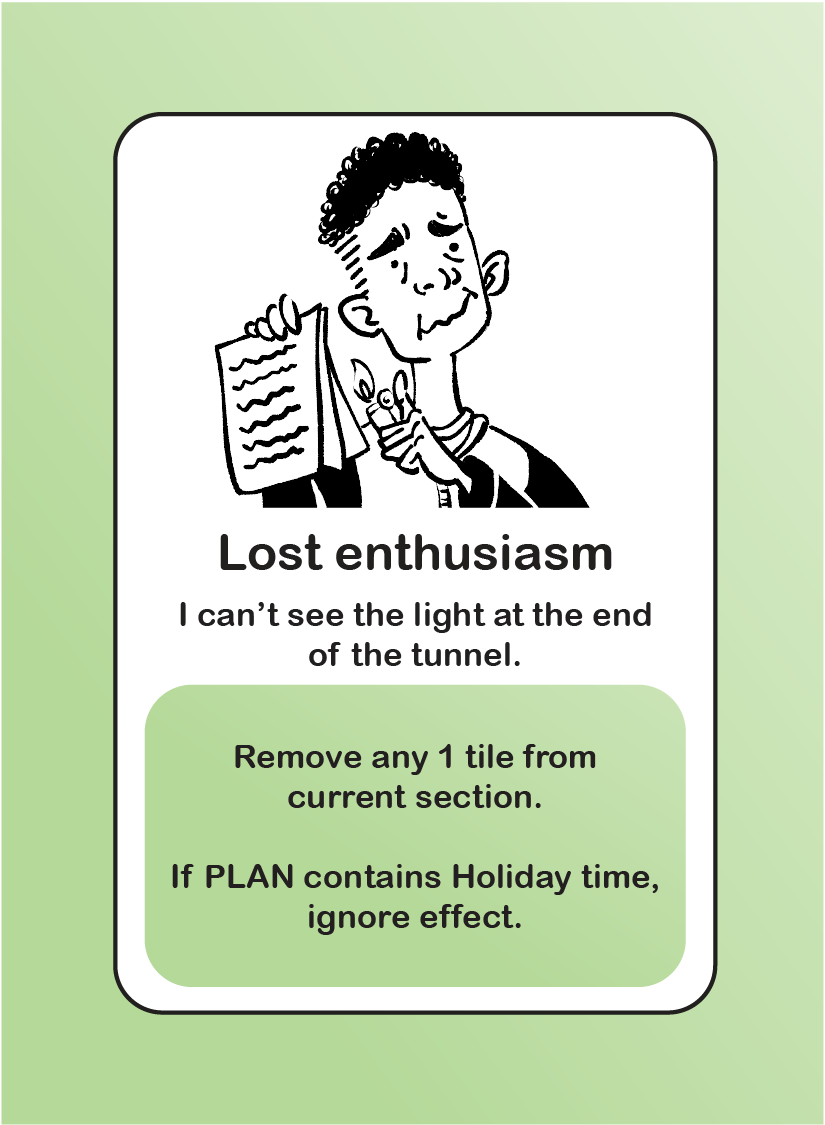 Lost enthusiasm
I can’t see the light at the end
of the tunnel.
Remove any 1 tile from
current section.
If PLAN contains Holiday time,
ignore effect.